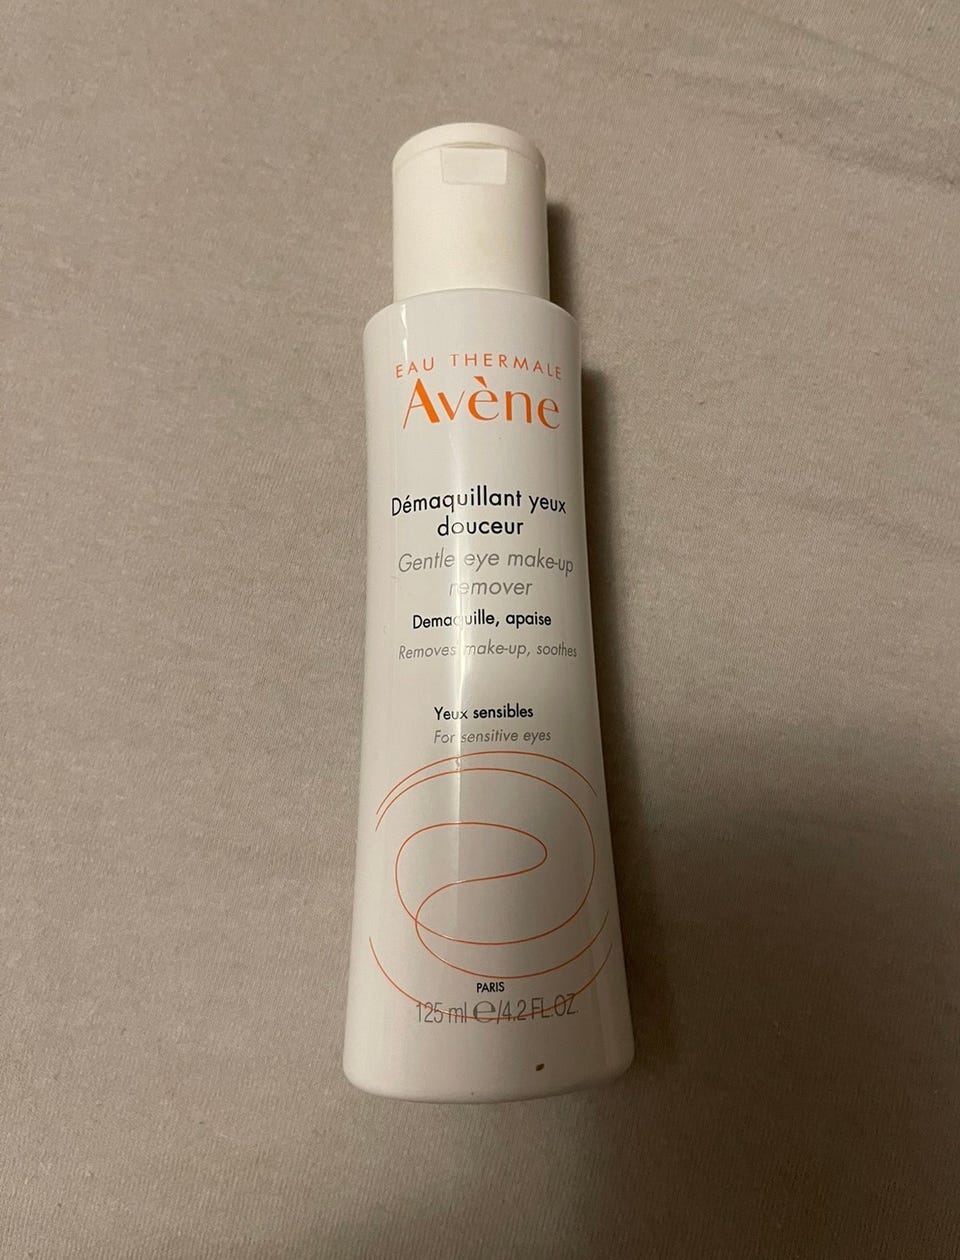 EAU THERMALE
Avène
Démaquillant yeux
douceur
Gentle eye make-up
remover
Demaquille, apaise
Removes make-up, soothes
Yeux sensibles
For sensitive eyes
PARIS
125 ml ℮/4.2 FL.OZ.